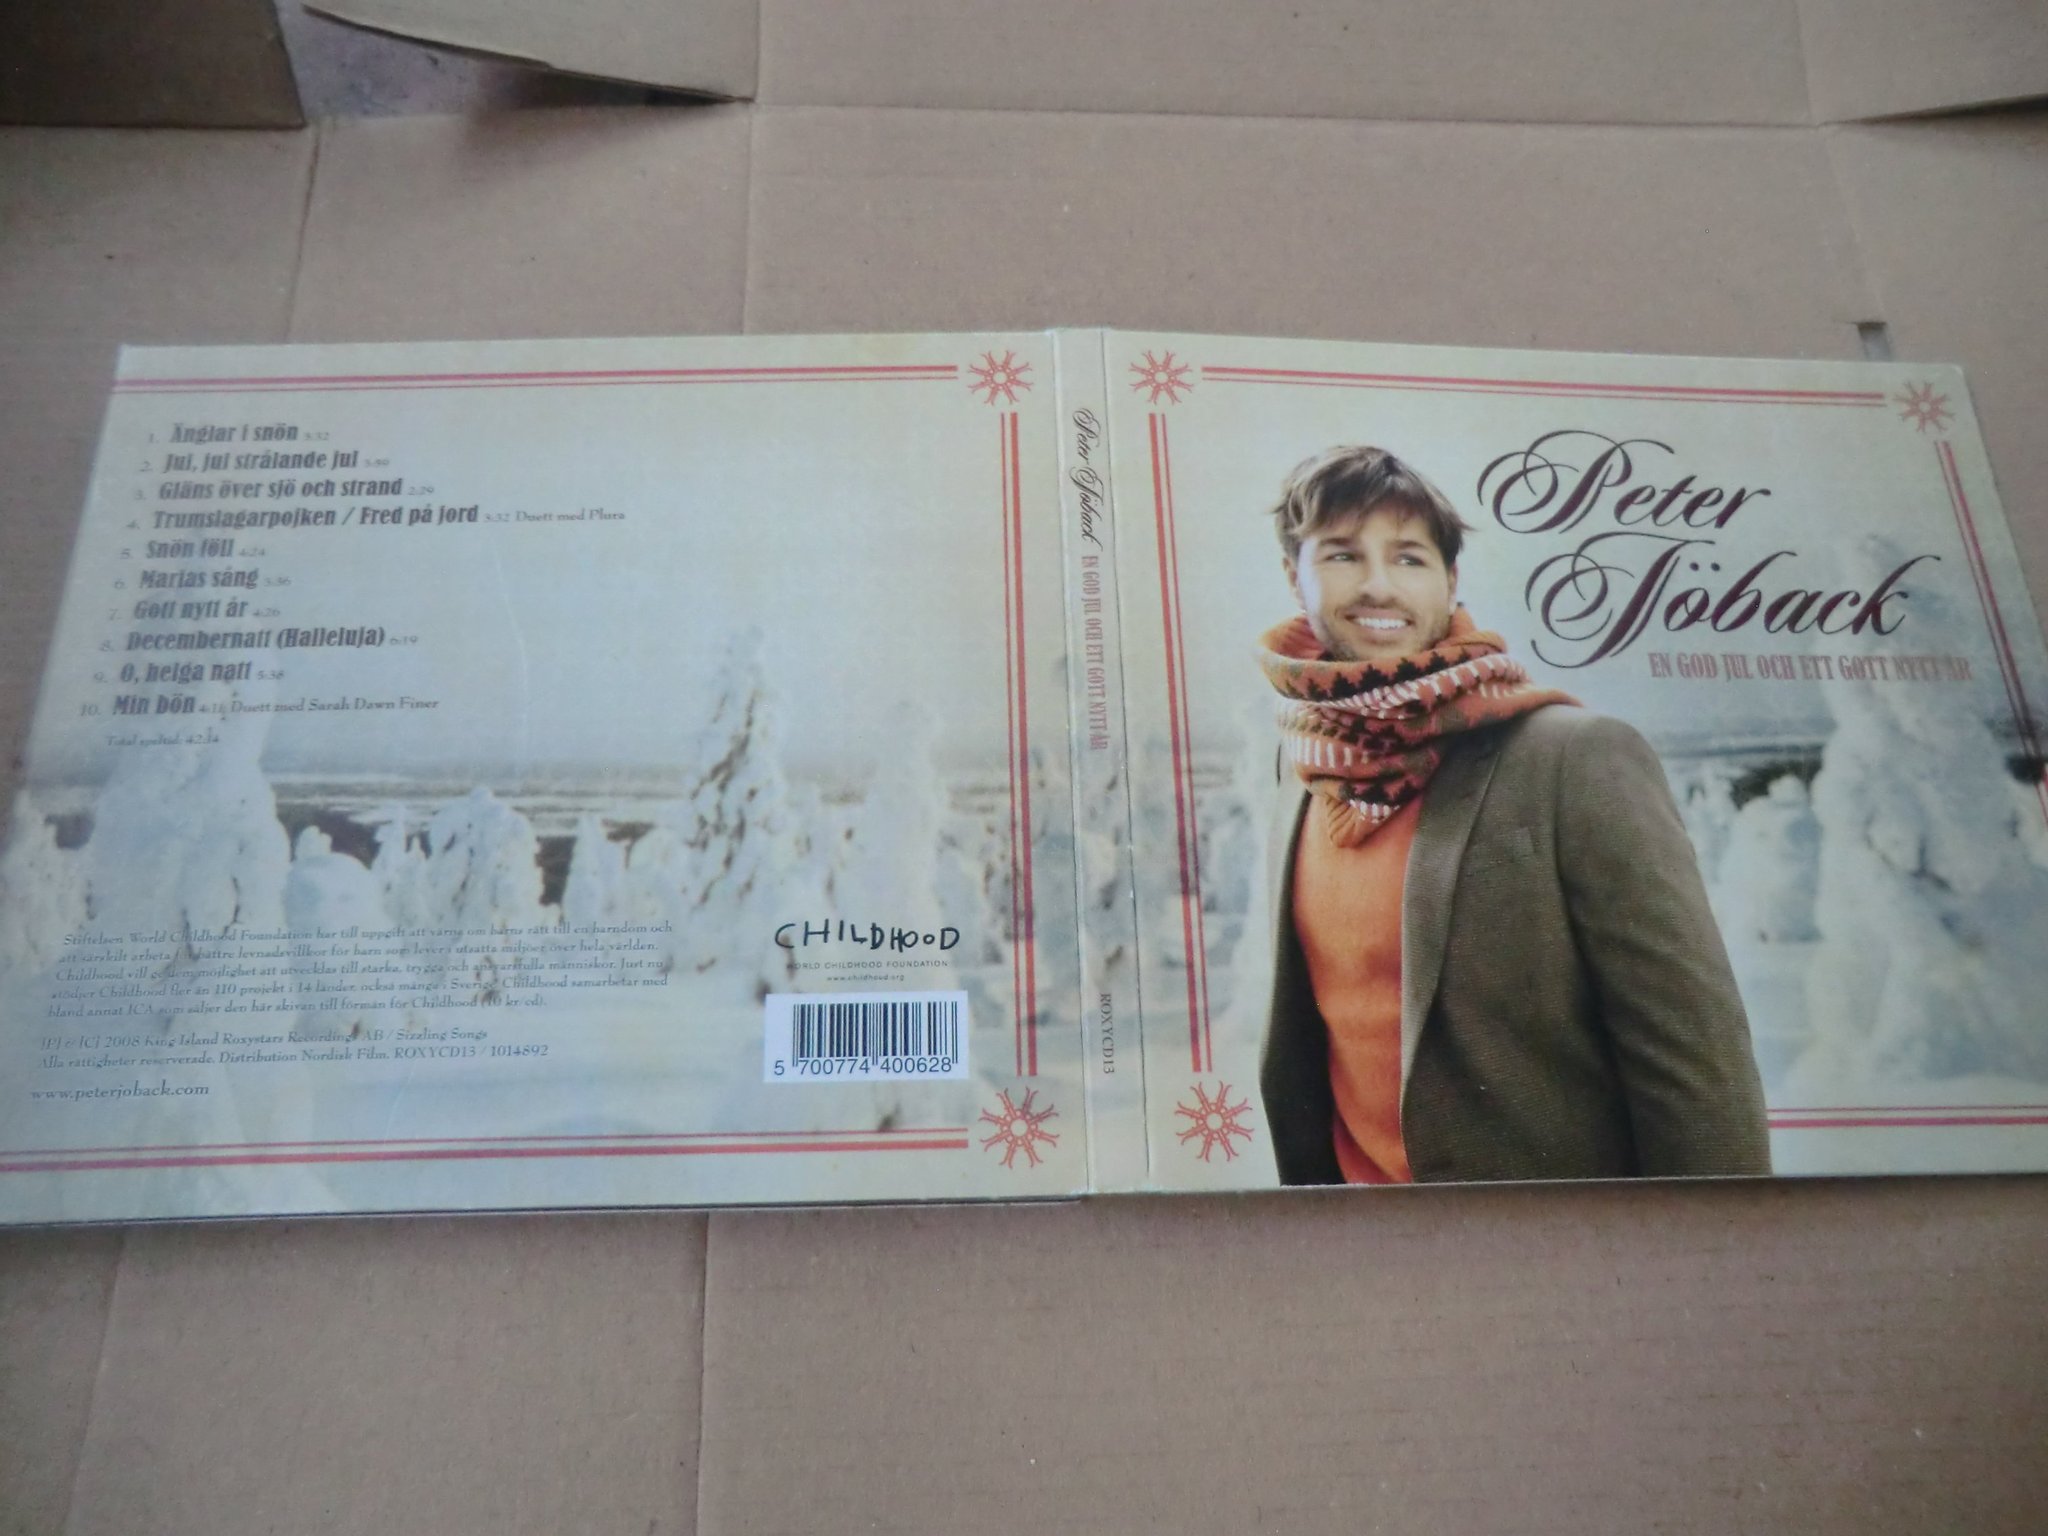 1. Änglar i snön 3:32
2. Jul, jul strålande jul 3:59
3. Gläns över sjö och strand 2:29
4. Trumslagarpojken / Fred på jord 3:32 Duett med Plura
5. Snön föll 4:24
6. Marias sång 3:36
7. Gott nytt år 4:26
8. Decembernatt (Halleluja) 6:19
9. O, helga natt 5:38
10. Min bön 4:11 Duett med Sarah Dawn Finer
Total speltid: 42:14
Stiftelsen World Childhood Foundation har till uppgift att värna om barns rätt till en barndom och
att särskilt arbeta för bättre levnadsvillkor för barn som lever i utsatta miljöer över hela världen.
Childhood vill ge dem möjlighet att utvecklas till starka, trygga och ansvarsfulla människor. Just nu
stödjer Childhood fler än 110 projekt i 14 länder, också många i Sverige. Childhood samarbetar med
bland annat ICA som säljer den här skivan till förmån för Childhood (10 kr/cd).
[P] & [C] 2008 King Island Roxystars Recordings AB / Sizzling Songs
Alla rättigheter reserverade. Distribution Nordisk Film. ROXYCD13 / 1014892
www.peterjoback.com
CHILDHOOD
WORLD CHILDHOOD FOUNDATION
www.childhood.org
5 700774 400628
Peter Jöback EN GOD JUL OCH ETT GOTT NYTT ÅR
ROXYCD13
Peter
Jöback
EN GOD JUL OCH ETT GOTT NYTT ÅR